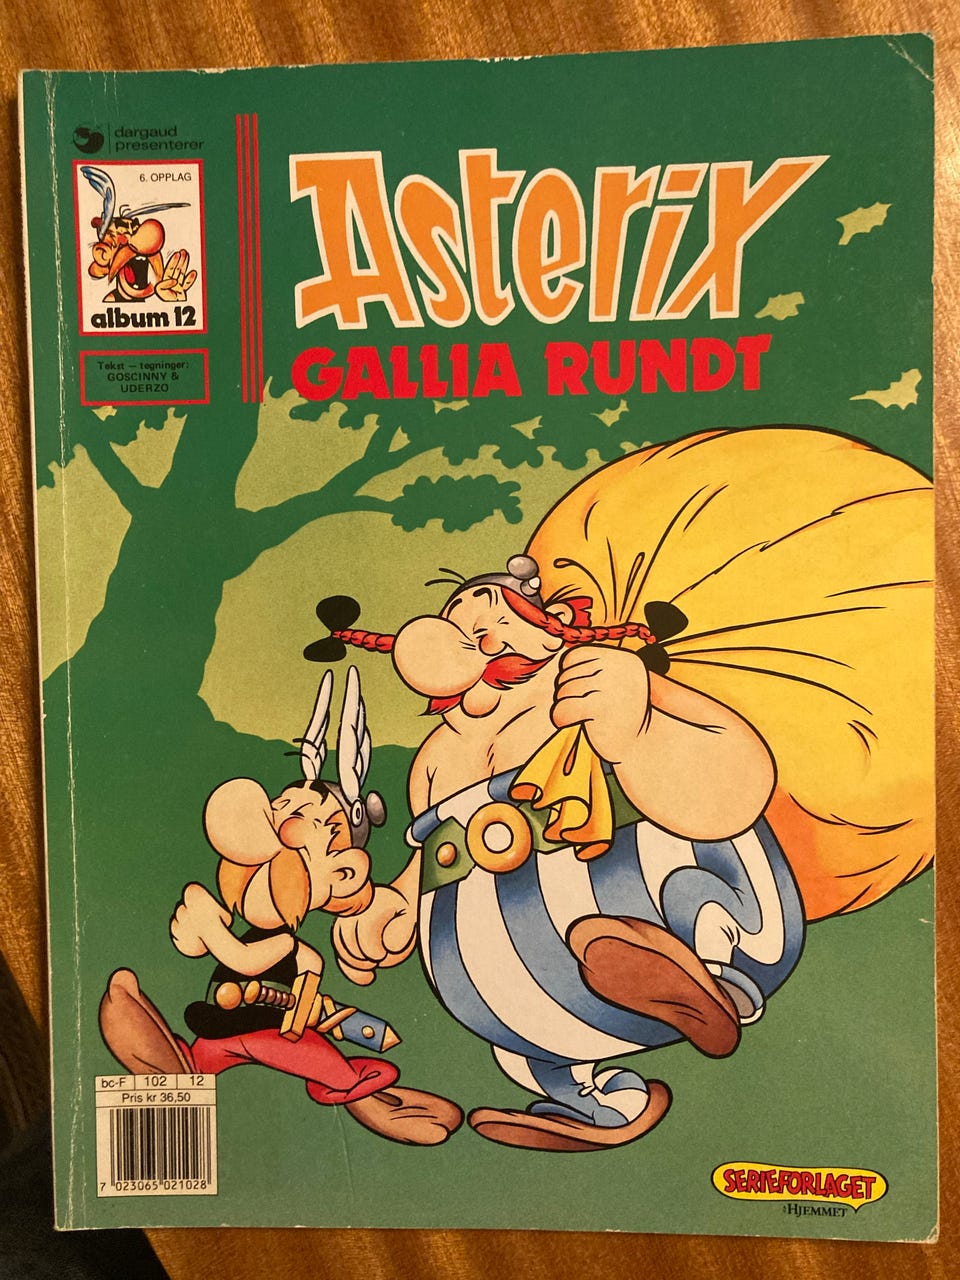 dargaud
presenterer
6. OPPLAG
album 12
Tekst — tegninger:
GOSCINNY &
UDERZO
Asterix
GALLIA RUNDT
bc-F 102 12
Pris kr 36,50
7 023065 021028
SERIEFORLAGET
HJEMMET